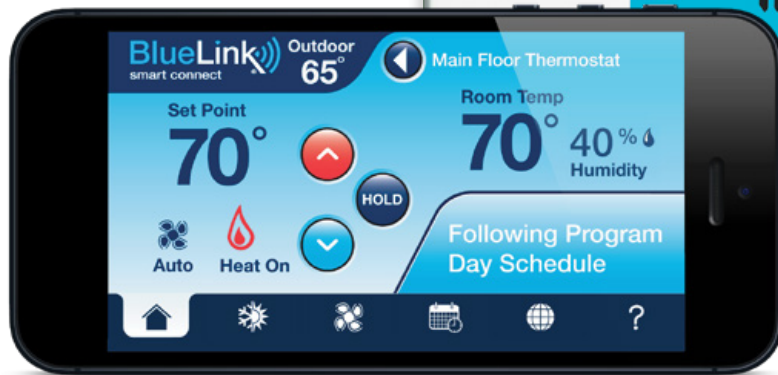 BlueLink
smart connect
Outdoor
65°
Main Floor Thermostat
Set Point
70°
Room Temp
70°
40%
Humidity
HOLD
Auto
Heat On
Following Program
Day Schedule
?